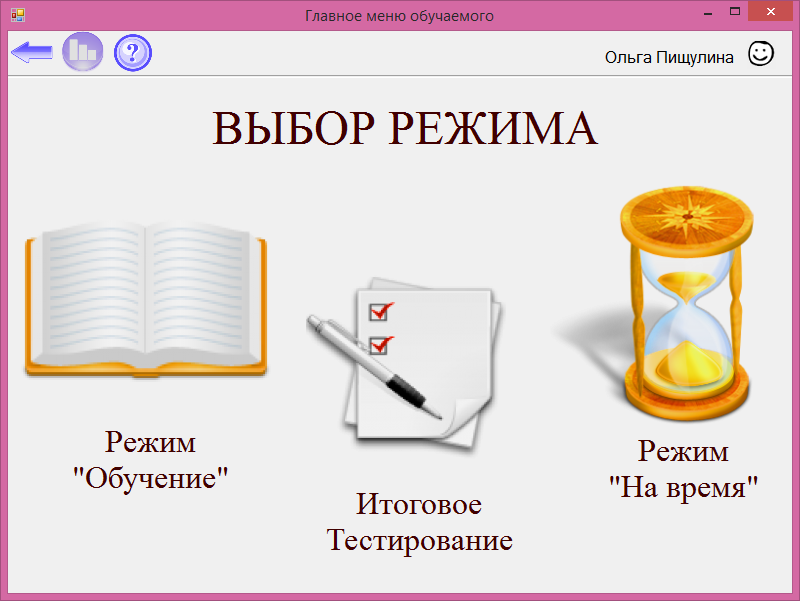 Главное меню обучаемого
?
Ольга Пищулина
ВЫБОР РЕЖИМА
Режим
"Обучение"
Итоговое
Тестирование
Режим
"На время"